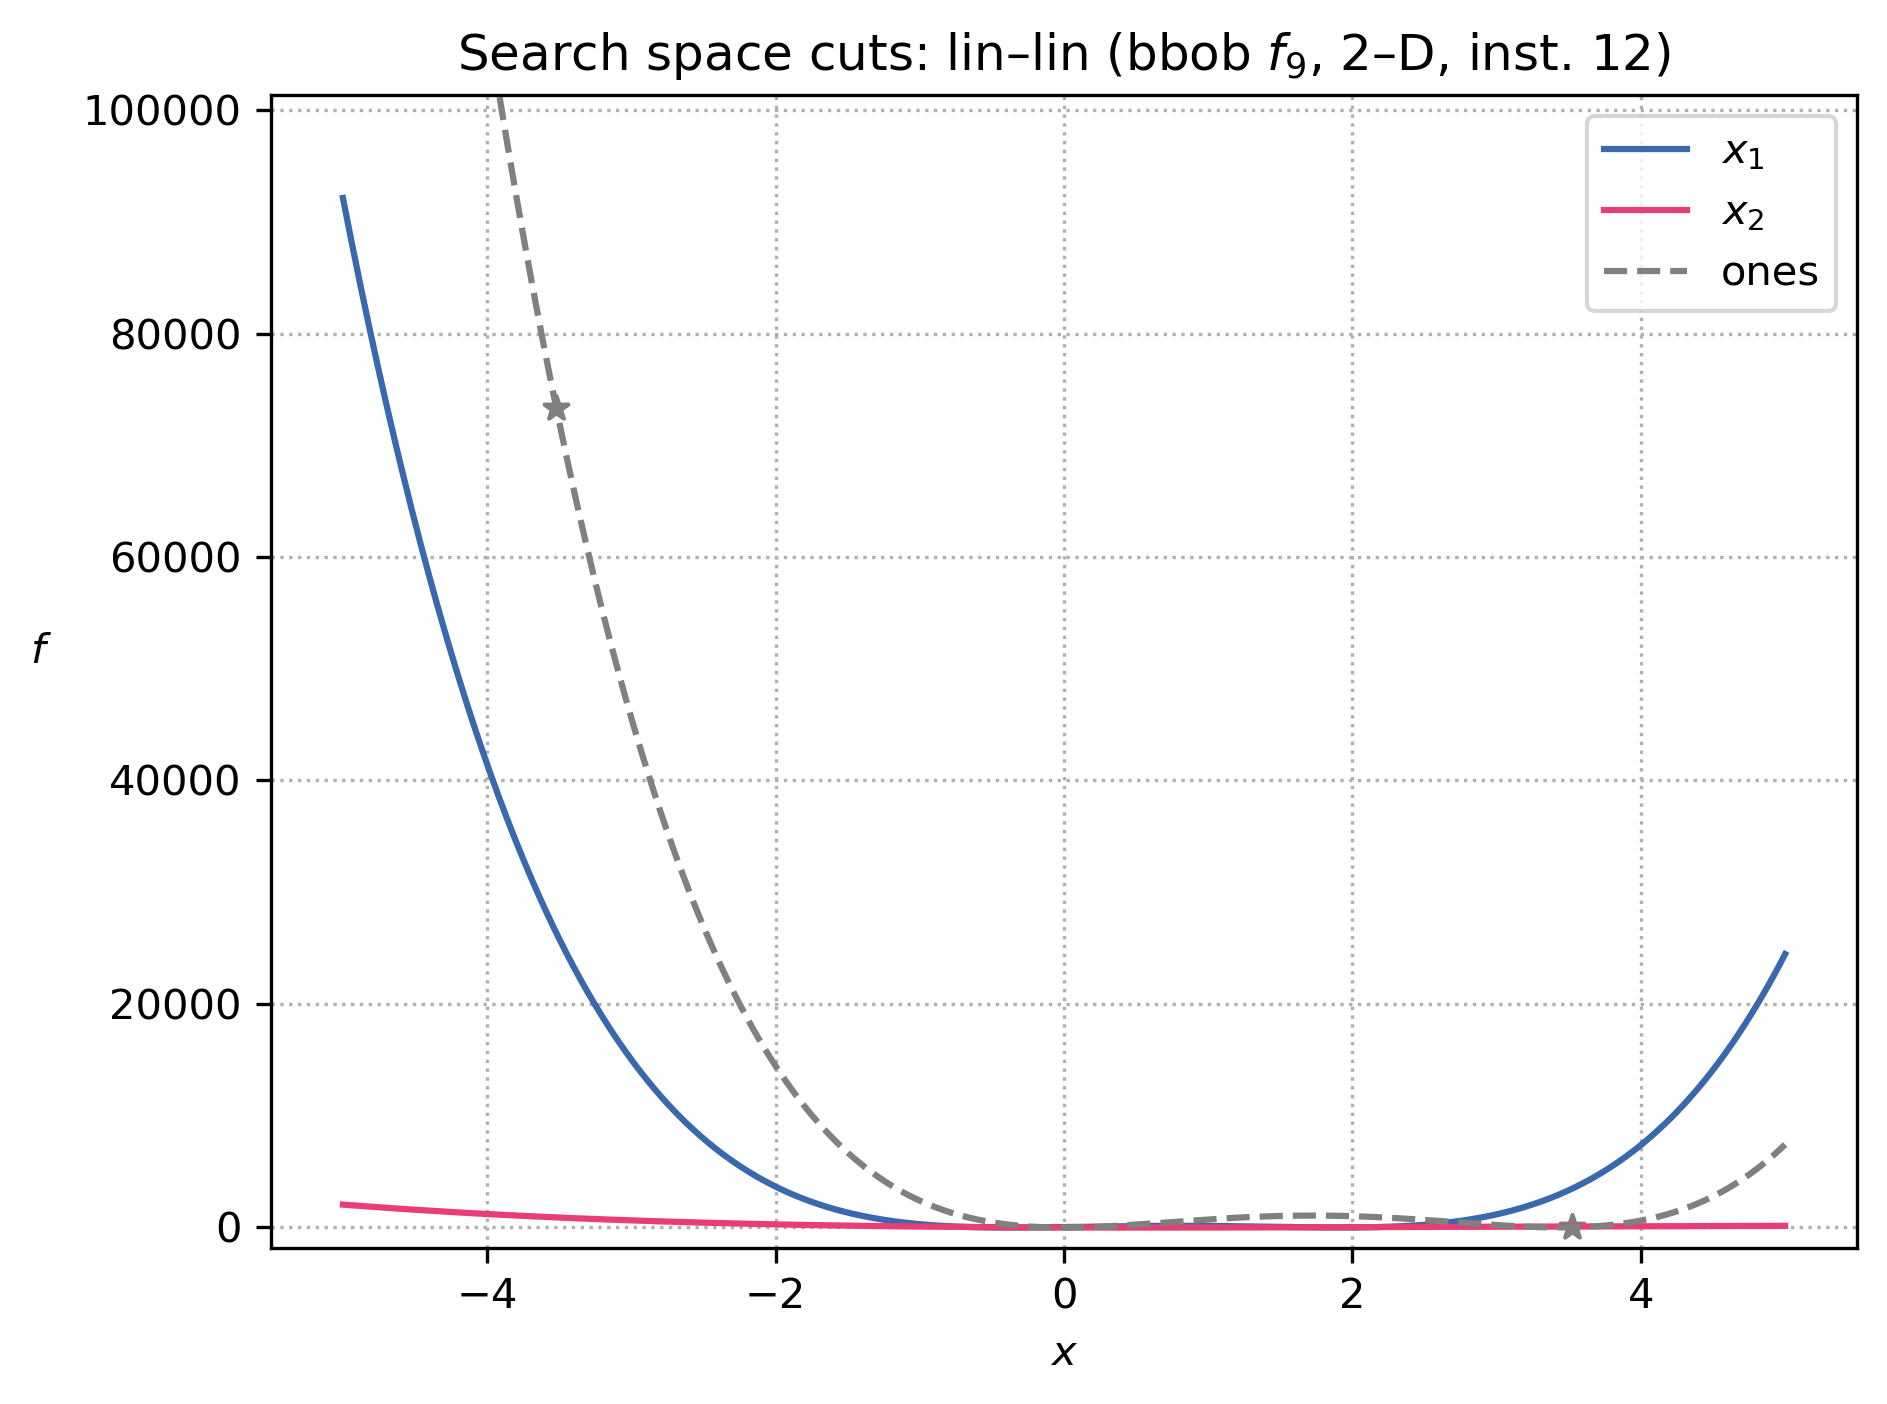 Search space cuts: lin–lin (bbob f₉, 2–D, inst. 12)
100000
80000
60000
40000
20000
0
f
x₁
x₂
ones
−4 −2 0 2 4
x